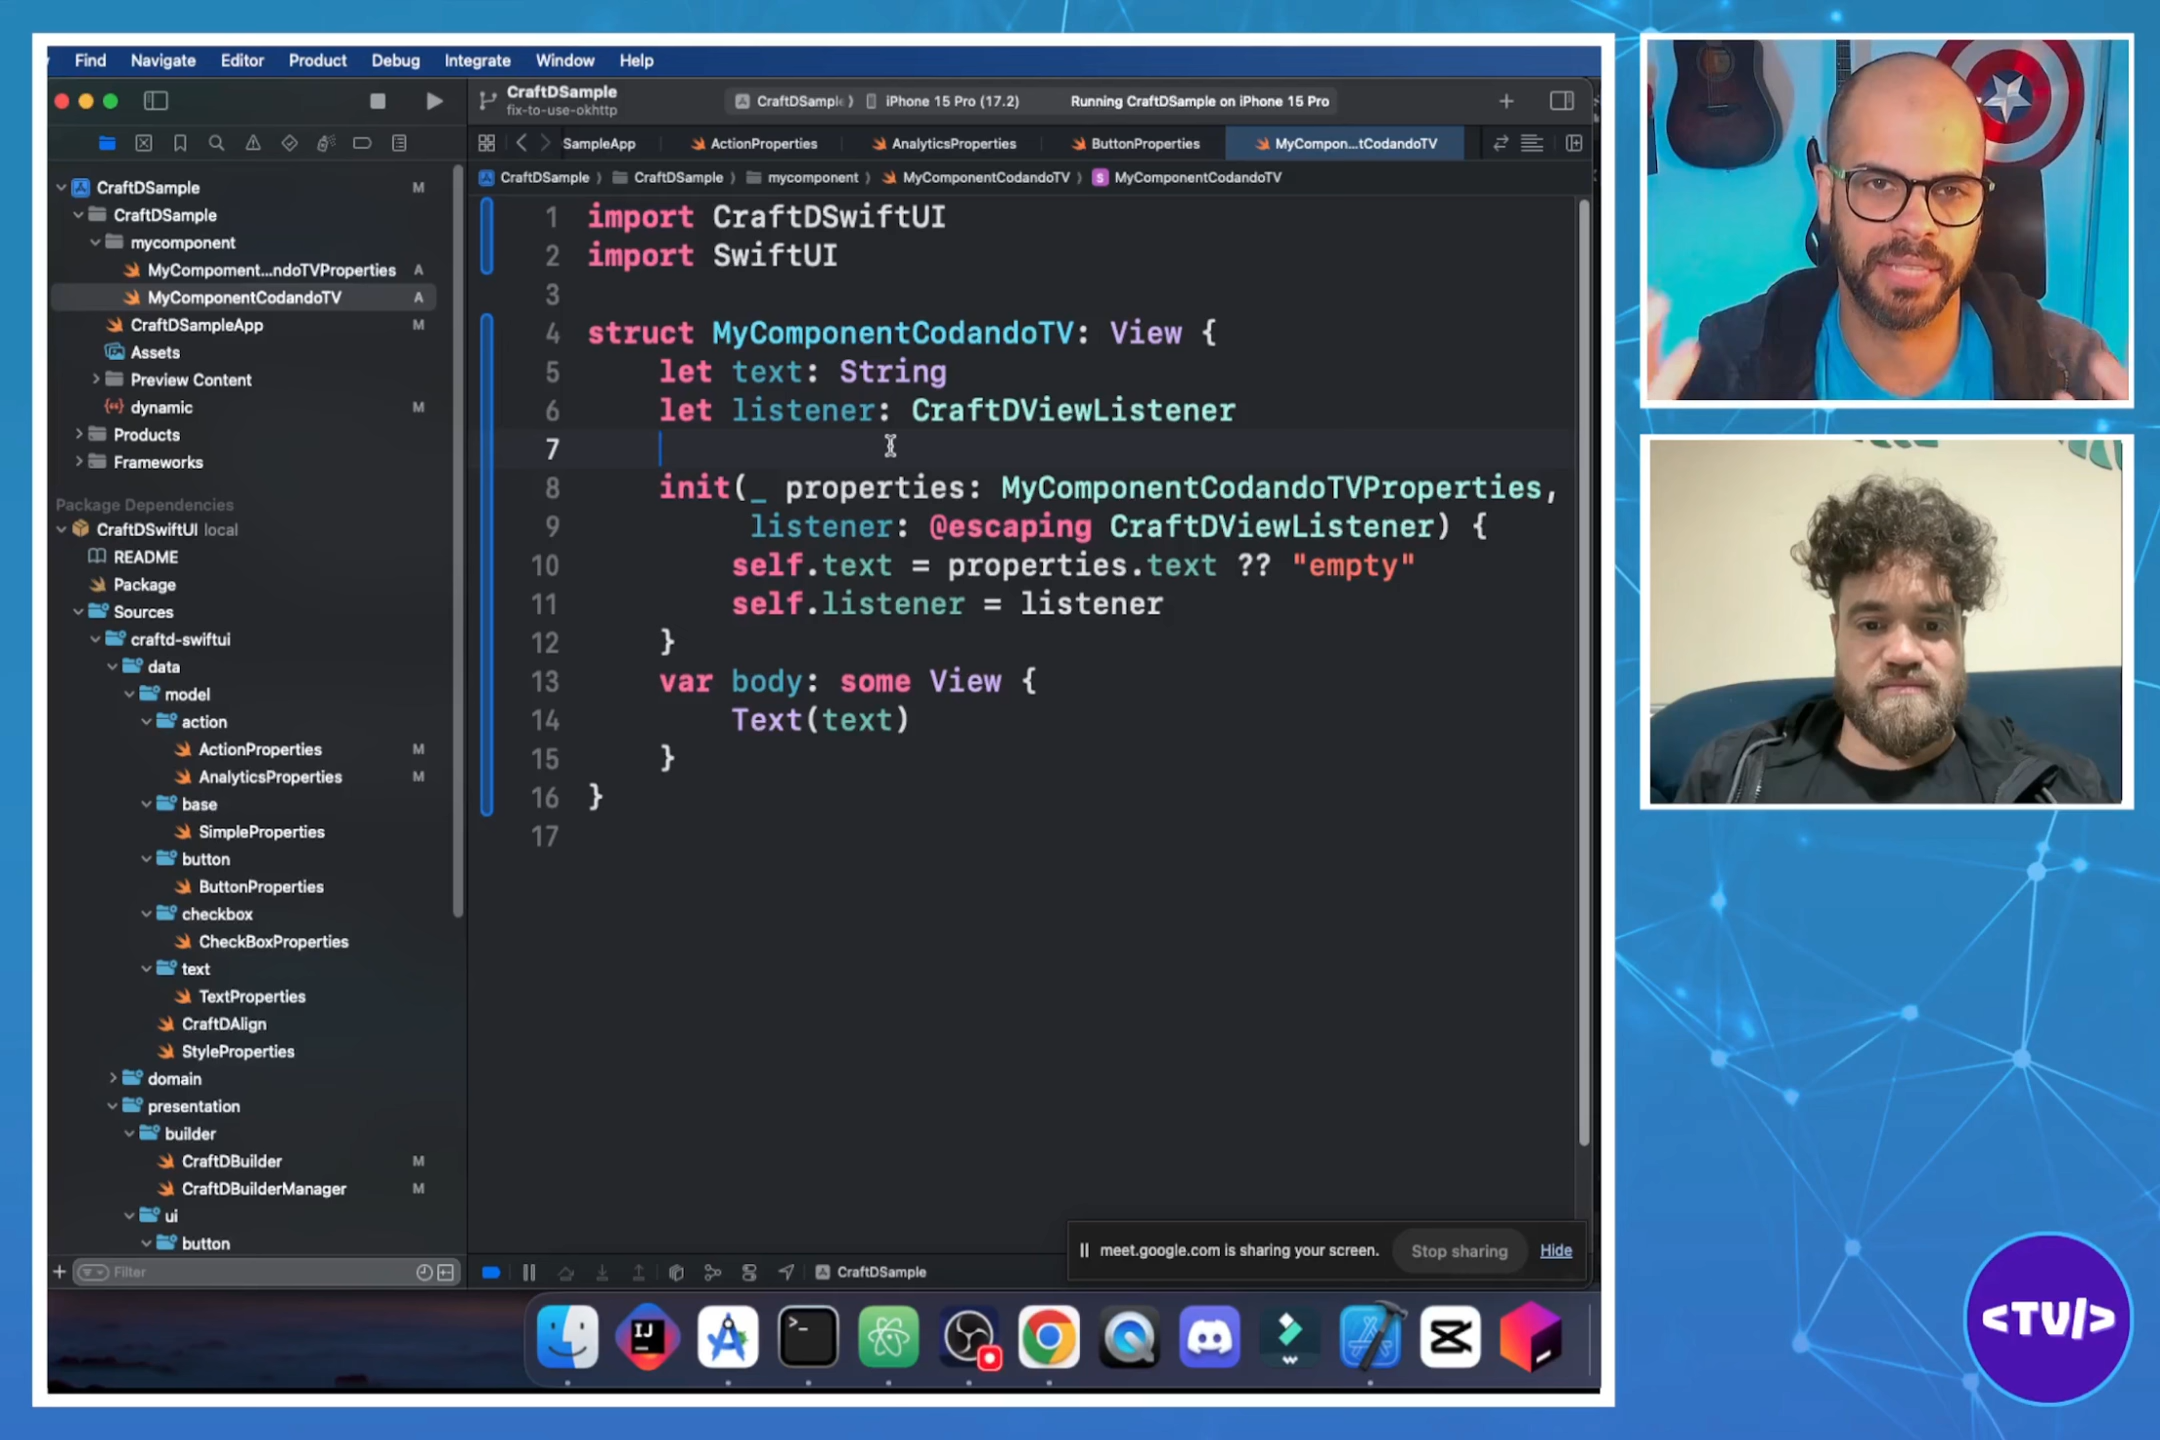 Find Navigate Editor Product Debug Integrate Window Help
CraftDSample
fix-to-use-okhttp
CraftDSampl iPhone 15 Pro (17.2) Running CraftDSample on iPhone 15 Pro
SampleApp ActionProperties AnalyticsProperties ButtonProperties MyCompon...tCodandoTV
CraftDSample CraftDSample mycomponent MyComponentCodandoTV S MyComponentCodandoTV
CraftDSample M
CraftDSample
mycomponent
MyCompoment...ndoTVProperties A
MyComponentCodandoTV A
CraftDSampleApp M
Assets
Preview Content
dynamic M
Products
Frameworks
Package Dependencies
CraftDSwiftUI local
README
Package
Sources
craftd-swiftui
data
model
action
ActionProperties M
AnalyticsProperties M
base
SimpleProperties
button
ButtonProperties
checkbox
CheckBoxProperties
text
TextProperties
CraftDAlign
StyleProperties
domain
presentation
builder
CraftDBuilder M
CraftDBuilderManager M
ui
button
Filter
1 import CraftDSwiftUI
2 import SwiftUI
3
4 struct MyComponentCodandoTV: View {
5 let text: String
6 let listener: CraftDViewListener
7
8 init(_ properties: MyComponentCodandoTVProperties,
9 listener: @escaping CraftDViewListener) {
10 self.text = properties.text ?? "empty"
11 self.listener = listener
12 }
13 var body: some View {
14 Text(text)
15 }
16 }
17
meet.google.com is sharing your screen. Stop sharing Hide
CraftDSample
IJ
<TV/>